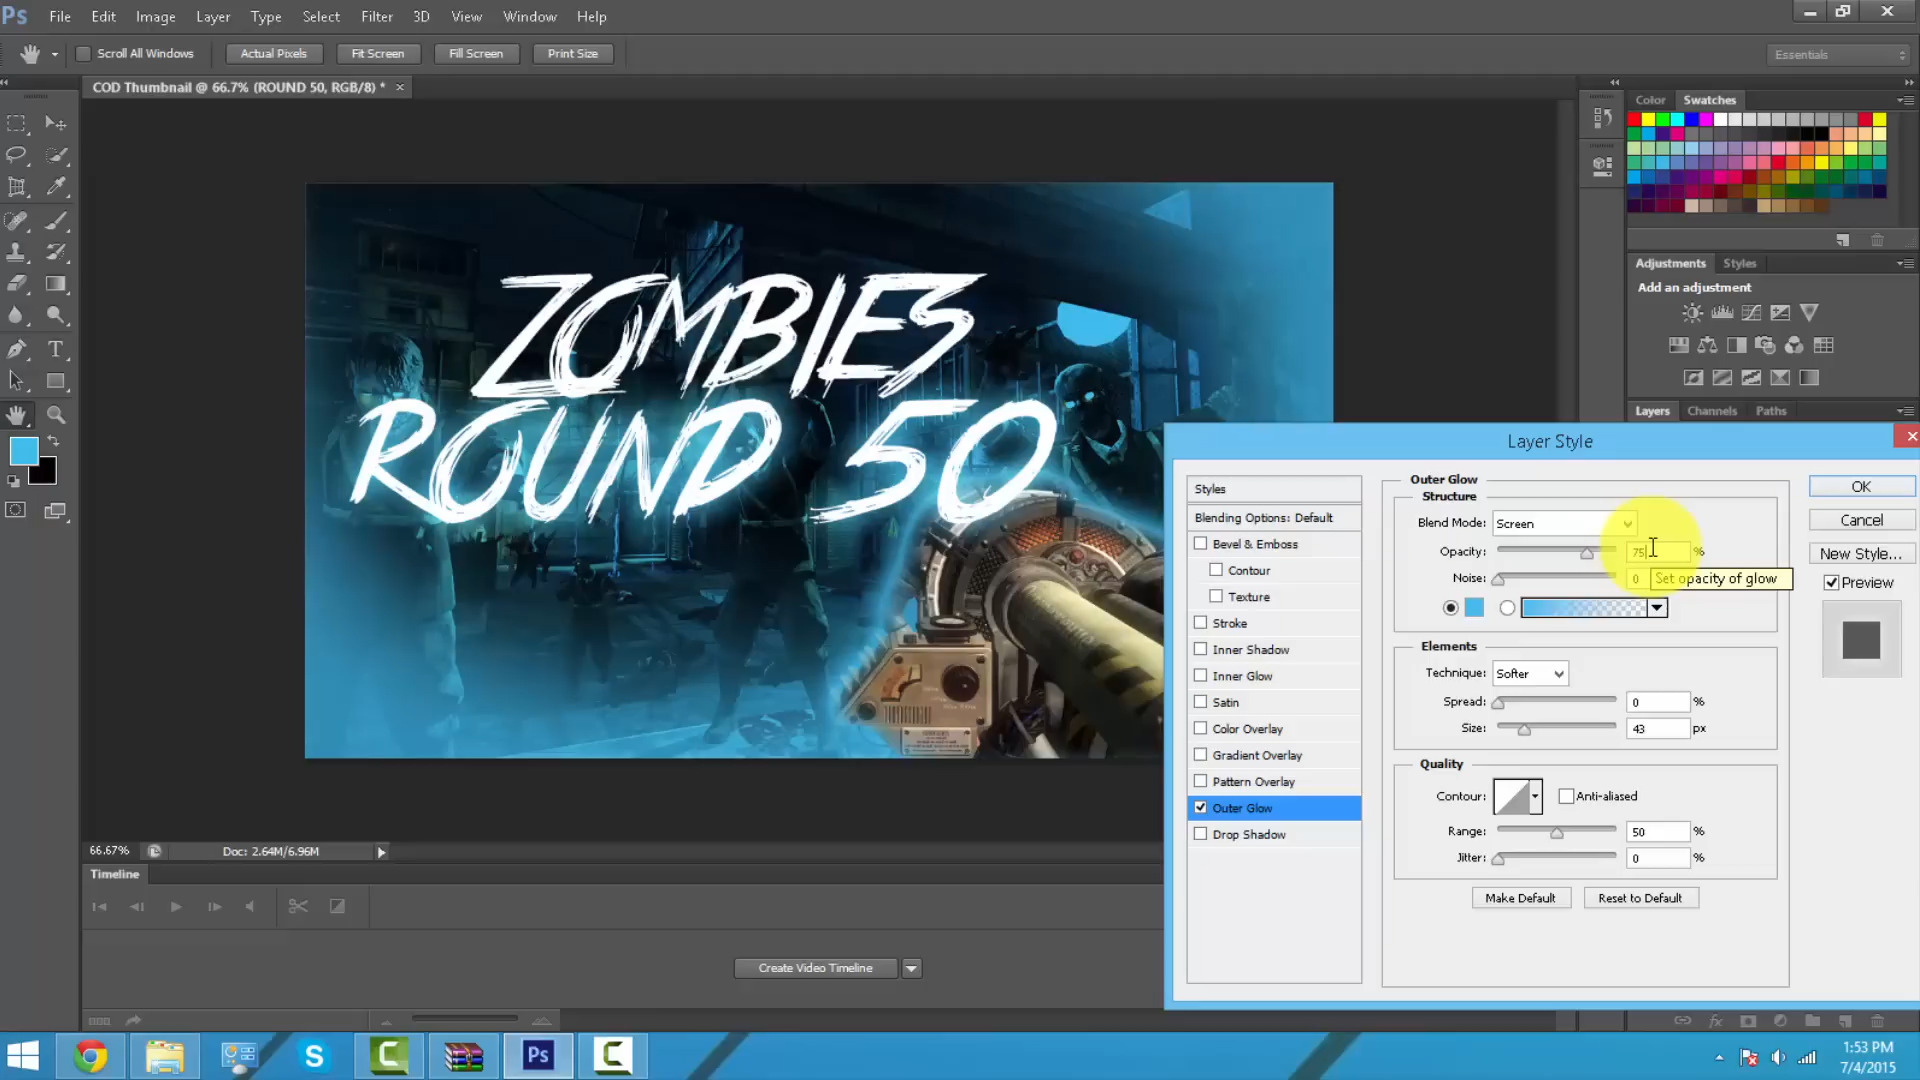 Ps File Edit Image Layer Type Select Filter 3D View Window Help
Scroll All Windows Actual Pixels Fit Screen Fill Screen Print Size Essentials
COD Thumbnail @ 66.7% (ROUND 50, RGB/8) * ×
Color Swatches
ZOMBIES
ROUND 50
Adjustments Styles
Add an adjustment
Layers Channels Paths
Layer Style
Styles
Blending Options: Default
Bevel & Emboss
Contour
Texture
Stroke
Inner Shadow
Inner Glow
Satin
Color Overlay
Gradient Overlay
Pattern Overlay
Outer Glow
Drop Shadow
Outer Glow
Structure
Blend Mode: Screen
Opacity: 75 %
Noise: 0
Set opacity of glow
Elements
Technique: Softer
Spread: 0 %
Size: 43 px
Quality
Contour: Anti-aliased
Range: 50 %
Jitter: 0 %
Make Default Reset to Default
OK
Cancel
New Style...
Preview
66.67% Doc: 2.64M/6.96M
Timeline
Create Video Timeline
fx
S C Ps C
1:53 PM
7/4/2015